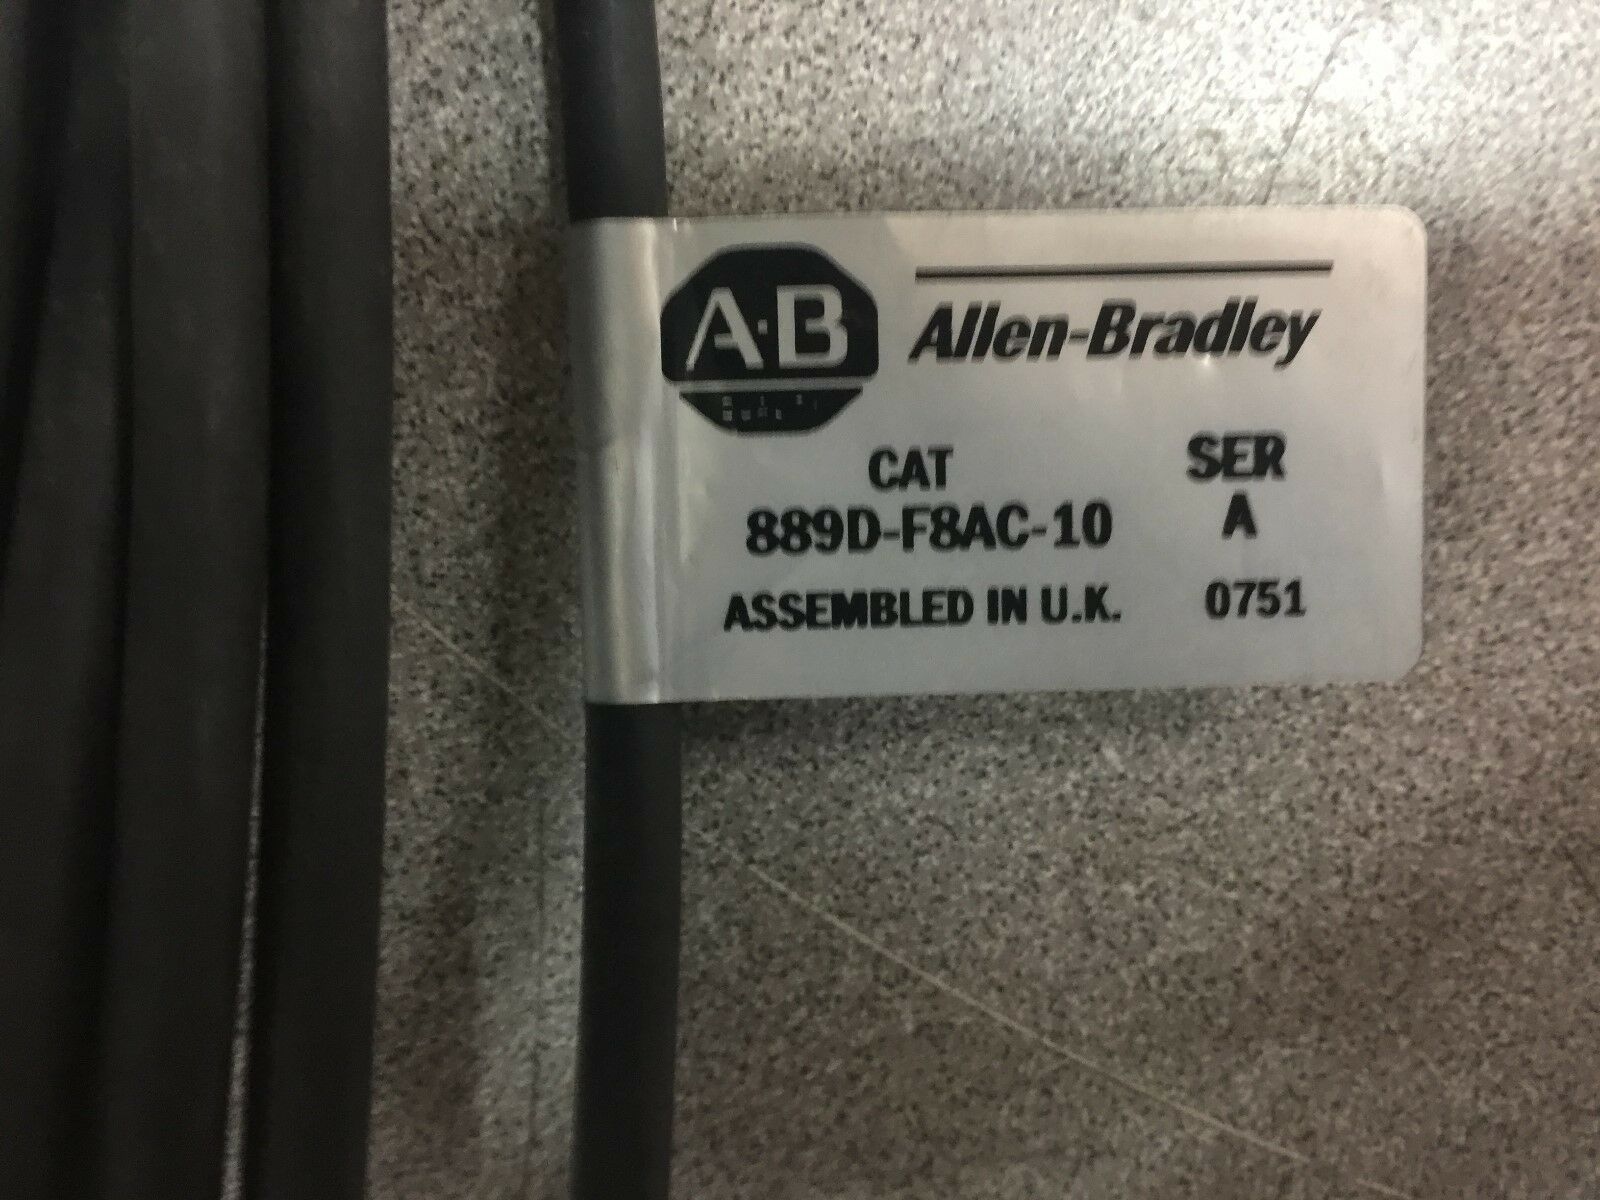 A·B
Allen-Bradley
CAT SER
889D-F8AC-10 A
ASSEMBLED IN U.K. 0751